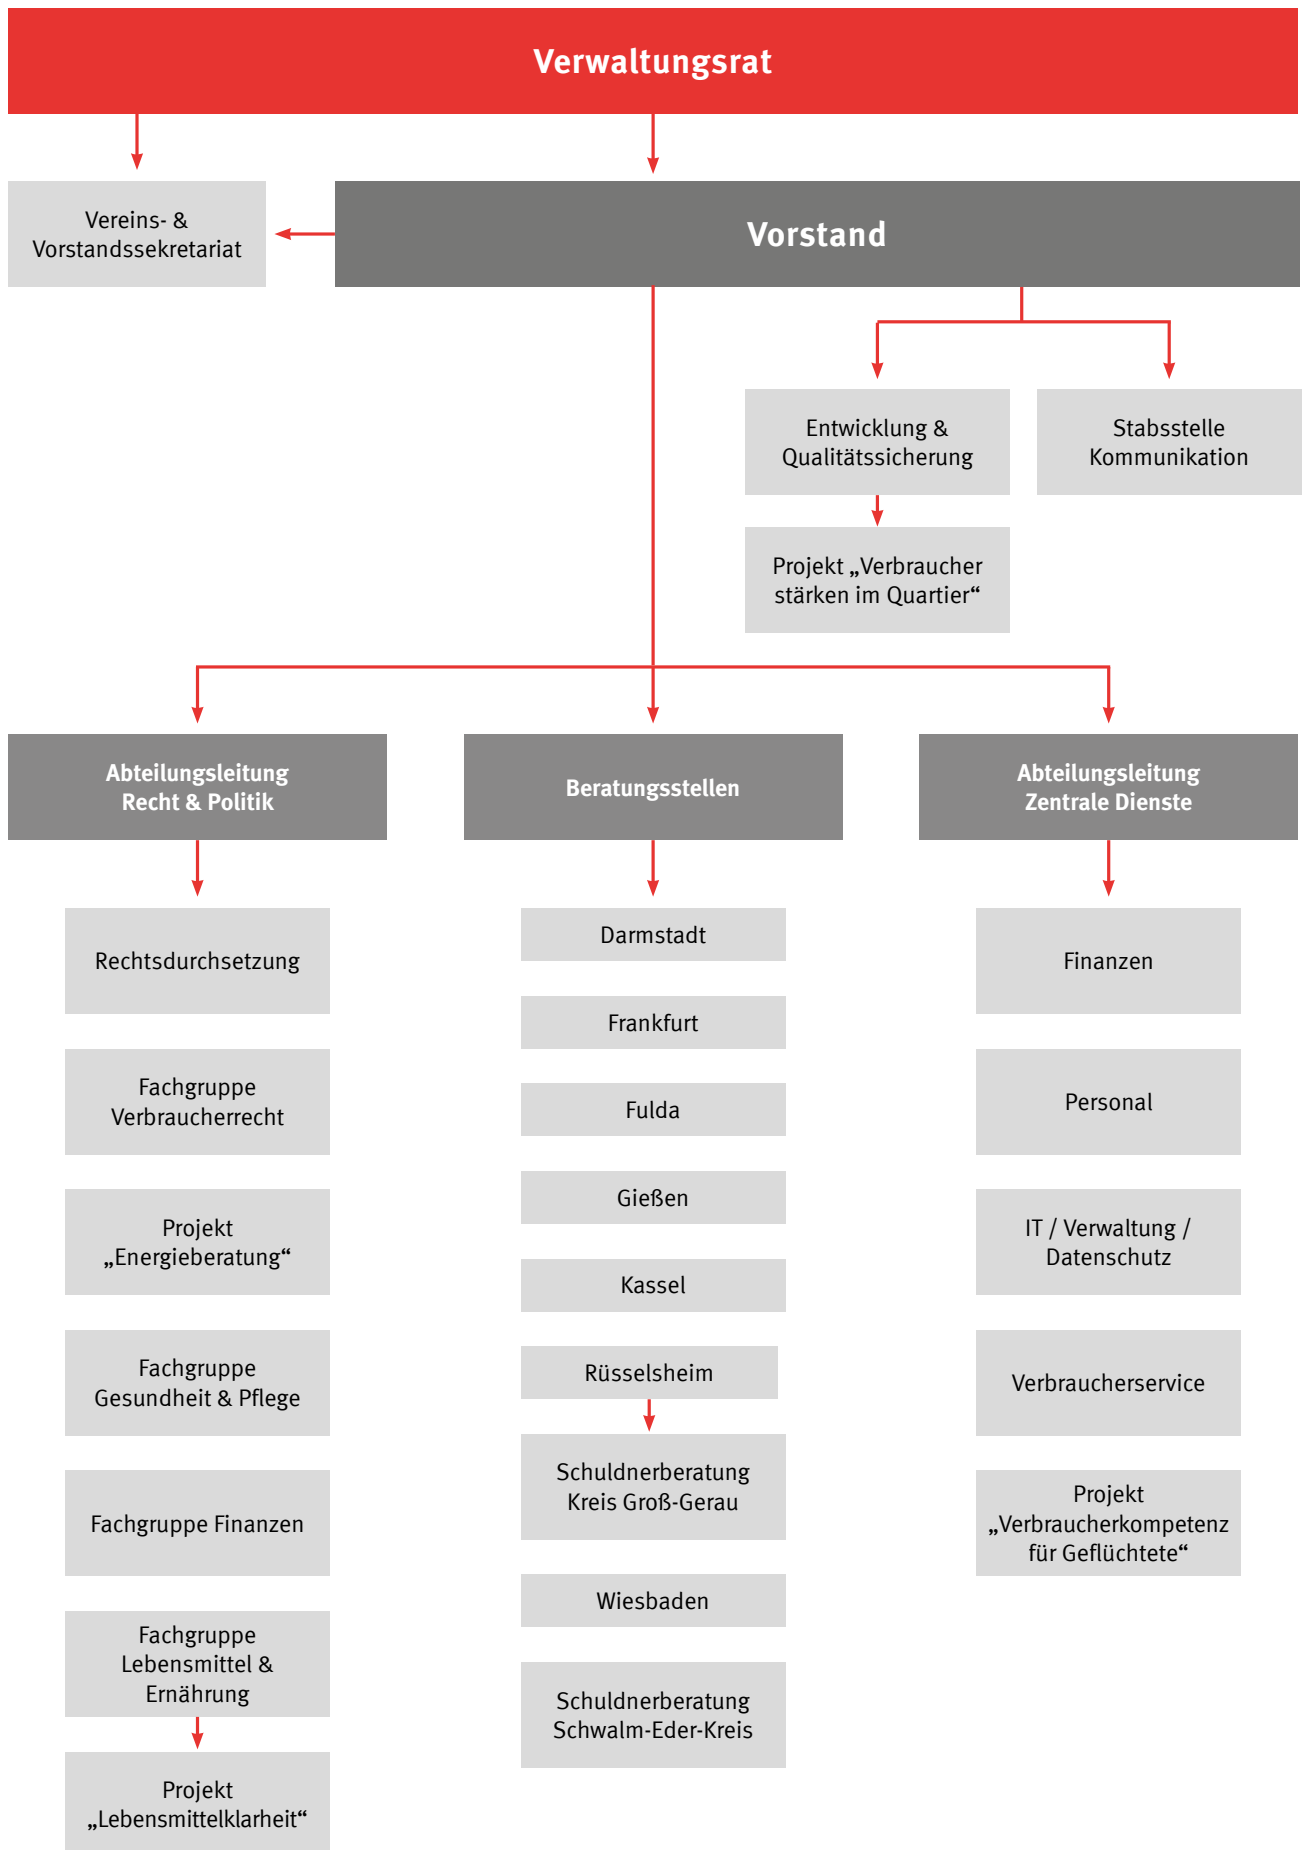 Verwaltungsrat
Vereins- &
Vorstandssekretariat
Vorstand
Entwicklung &
Qualitätssicherung
Stabsstelle
Kommunikation
Projekt „Verbraucher
stärken im Quartier“
Abteilungsleitung
Recht & Politik
Rechtsdurchsetzung
Fachgruppe
Verbraucherrecht
Projekt
„Energieberatung“
Fachgruppe
Gesundheit & Pflege
Fachgruppe Finanzen
Fachgruppe
Lebensmittel &
Ernährung
Projekt
„Lebensmittelklarheit“
Beratungsstellen
Darmstadt
Frankfurt
Fulda
Gießen
Kassel
Rüsselsheim
Schuldnerberatung
Kreis Groß-Gerau
Wiesbaden
Schuldnerberatung
Schwalm-Eder-Kreis
Abteilungsleitung
Zentrale Dienste
Finanzen
Personal
IT / Verwaltung /
Datenschutz
Verbraucherservice
Projekt
„Verbraucherkompetenz
für Geflüchtete“